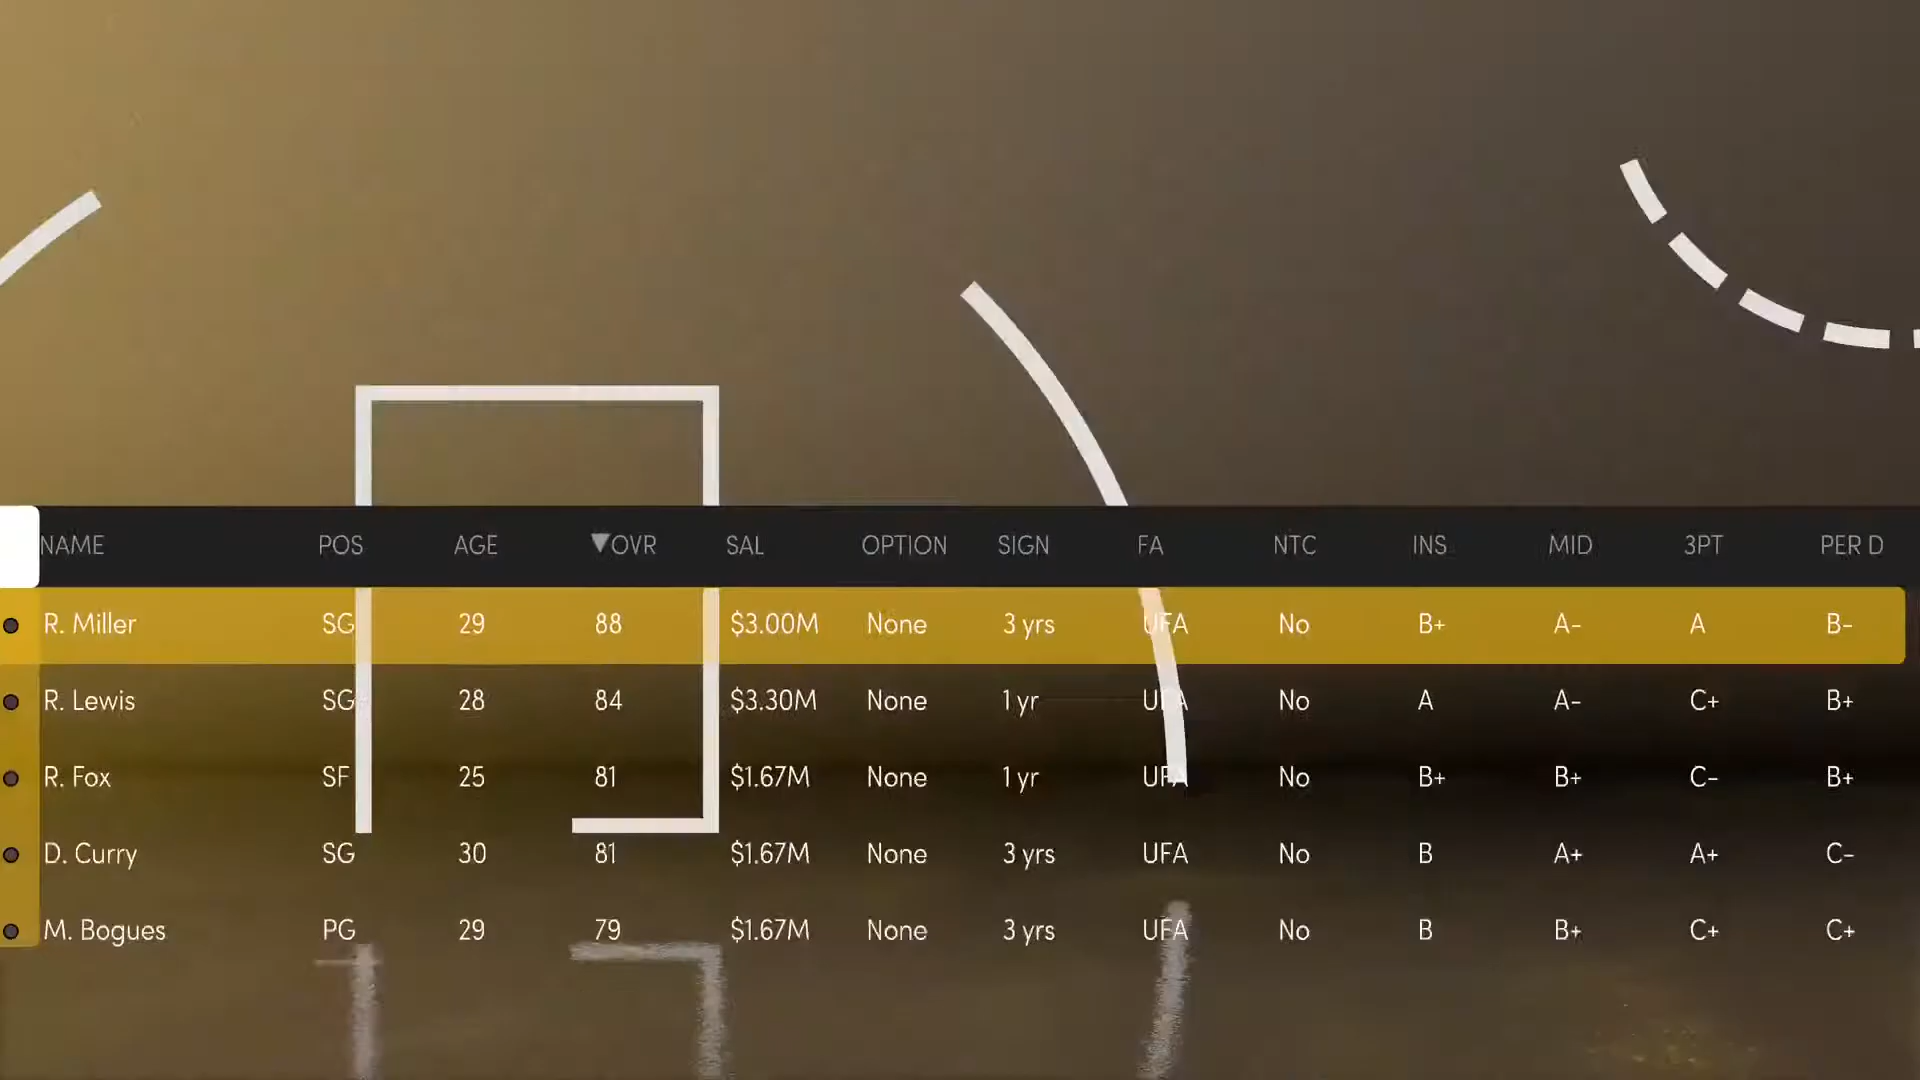 NAME POS AGE ▼OVR SAL OPTION SIGN FA NTC INS MID 3PT PER D
R. Miller SG 29 88 $3.00M None 3 yrs UFA No B+ A- A B-
R. Lewis SG 28 84 $3.30M None 1 yr UFA No A A- C+ B+
R. Fox SF 25 81 $1.67M None 1 yr UFA No B+ B+ C- B+
D. Curry SG 30 81 $1.67M None 3 yrs UFA No B A+ A+ C-
M. Bogues PG 29 79 $1.67M None 3 yrs UFA No B B+ C+ C+